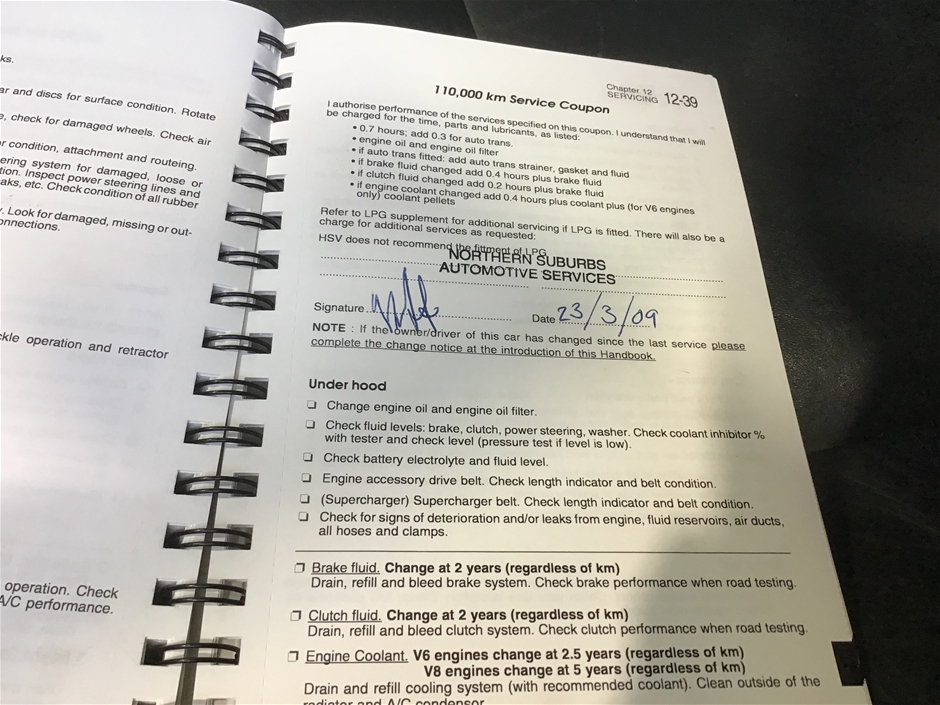 ks.
ar and discs for surface condition. Rotate
e, check for damaged wheels. Check air
r condition, attachment and routeing.
ering system for damaged, loose or
tion. Inspect power steering lines and
aks, etc. Check condition of all rubber
. Look for damaged, missing or out-
onnections.
ckle operation and retractor
operation. Check
A/C performance.
Chapter 12
SERVICING 12-39
110,000 km Service Coupon
I authorise performance of the services specified on this coupon. I understand that I will
be charged for the time, parts and lubricants, as listed:
• 0.7 hours; add 0.3 for auto trans.
• engine oil and engine oil filter
• if auto trans fitted: add auto trans strainer, gasket and fluid
• if brake fluid changed add 0.4 hours plus brake fluid
• if clutch fluid changed add 0.2 hours plus brake fluid
• if engine coolant changed add 0.4 hours plus coolant plus (for V6 engines
only) coolant pellets
Refer to LPG supplement for additional servicing if LPG is fitted. There will also be a
charge for additional services as requested:
HSV does not recommend the fittment of LPG
NORTHERN SUBURBS
AUTOMOTIVE SERVICES
Signature Date 23/3/09
NOTE : If the owner/driver of this car has changed since the last service please
complete the change notice at the introduction of this Handbook.
Under hood
❏ Change engine oil and engine oil filter.
❏ Check fluid levels: brake, clutch, power steering, washer. Check coolant inhibitor %
with tester and check level (pressure test if level is low).
❏ Check battery electrolyte and fluid level.
❏ Engine accessory drive belt. Check length indicator and belt condition.
❏ (Supercharger) Supercharger belt. Check length indicator and belt condition.
❏ Check for signs of deterioration and/or leaks from engine, fluid reservoirs, air ducts,
all hoses and clamps.
❐ Brake fluid. Change at 2 years (regardless of km)
Drain, refill and bleed brake system. Check brake performance when road testing.
❐ Clutch fluid. Change at 2 years (regardless of km)
Drain, refill and bleed clutch system. Check clutch performance when road testing.
❐ Engine Coolant. V6 engines change at 2.5 years (regardless of km)
V8 engines change at 5 years (regardless of km)
Drain and refill cooling system (with recommended coolant). Clean outside of the
radiator and A/C condensor